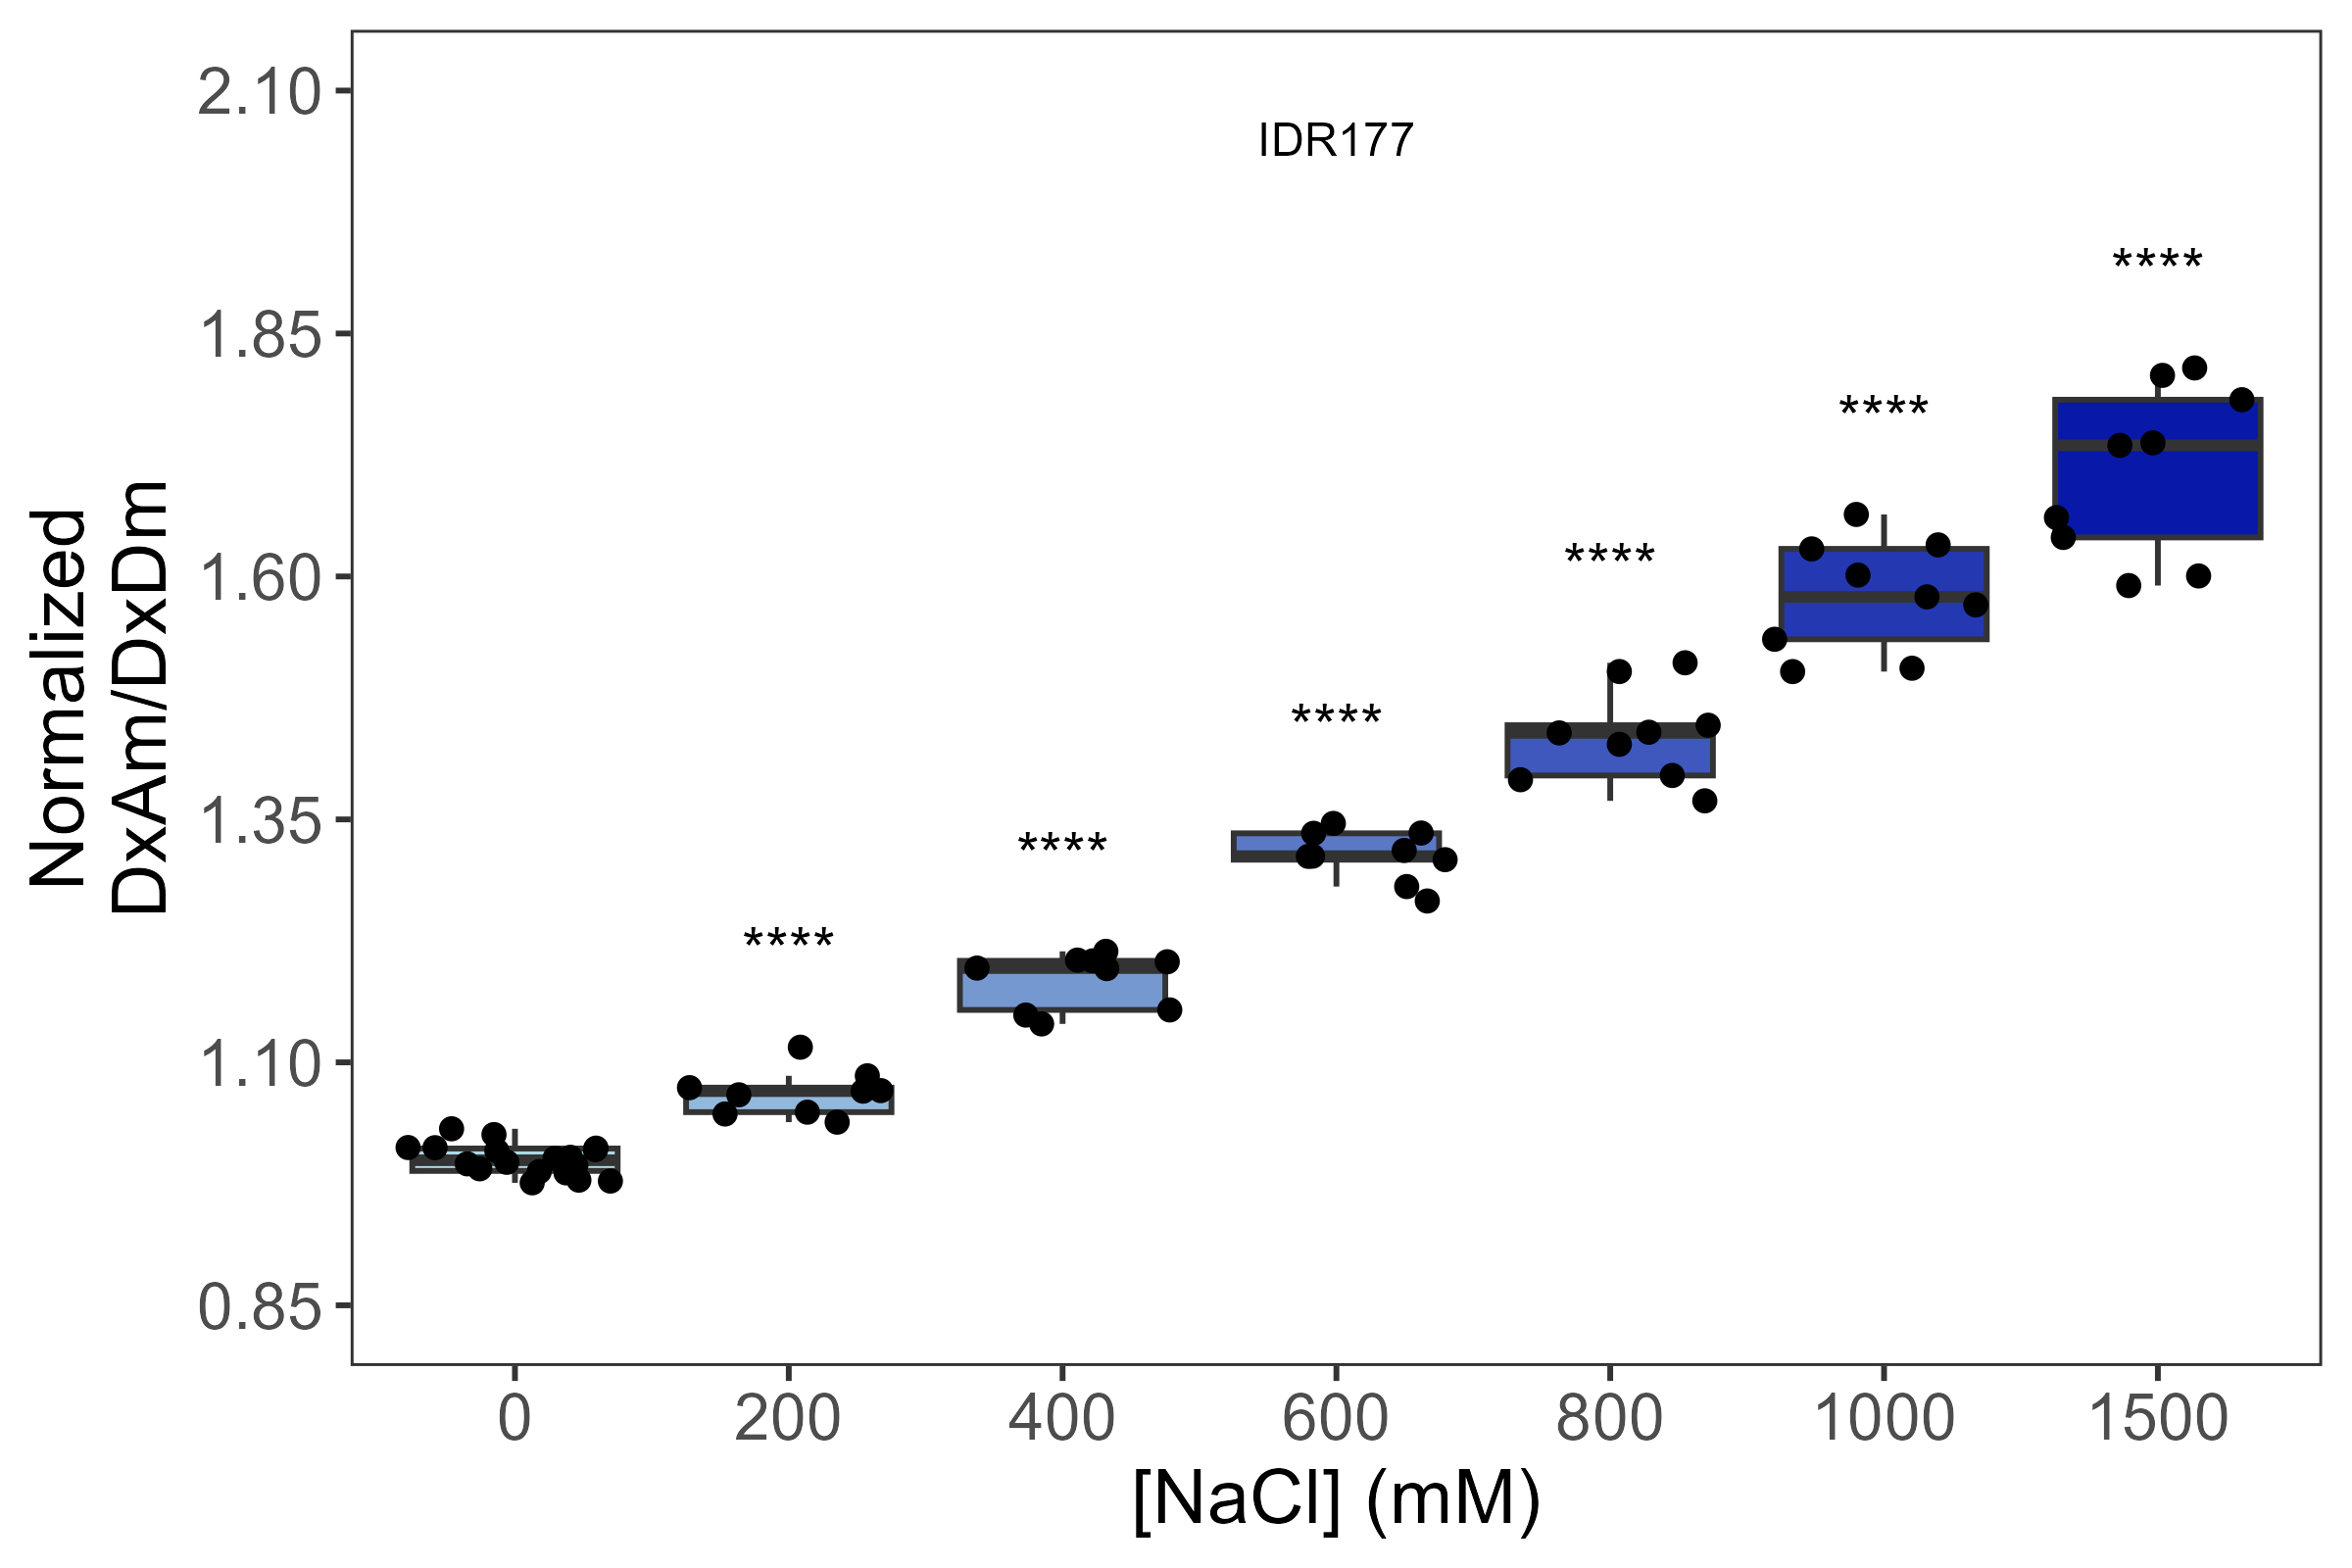 IDR177
****
****
****
****
****
****
2.10
1.85
1.60
1.35
1.10
0.85
Normalized
DxAm/DxDm
0 200 400 600 800 1000 1500
[NaCl] (mM)